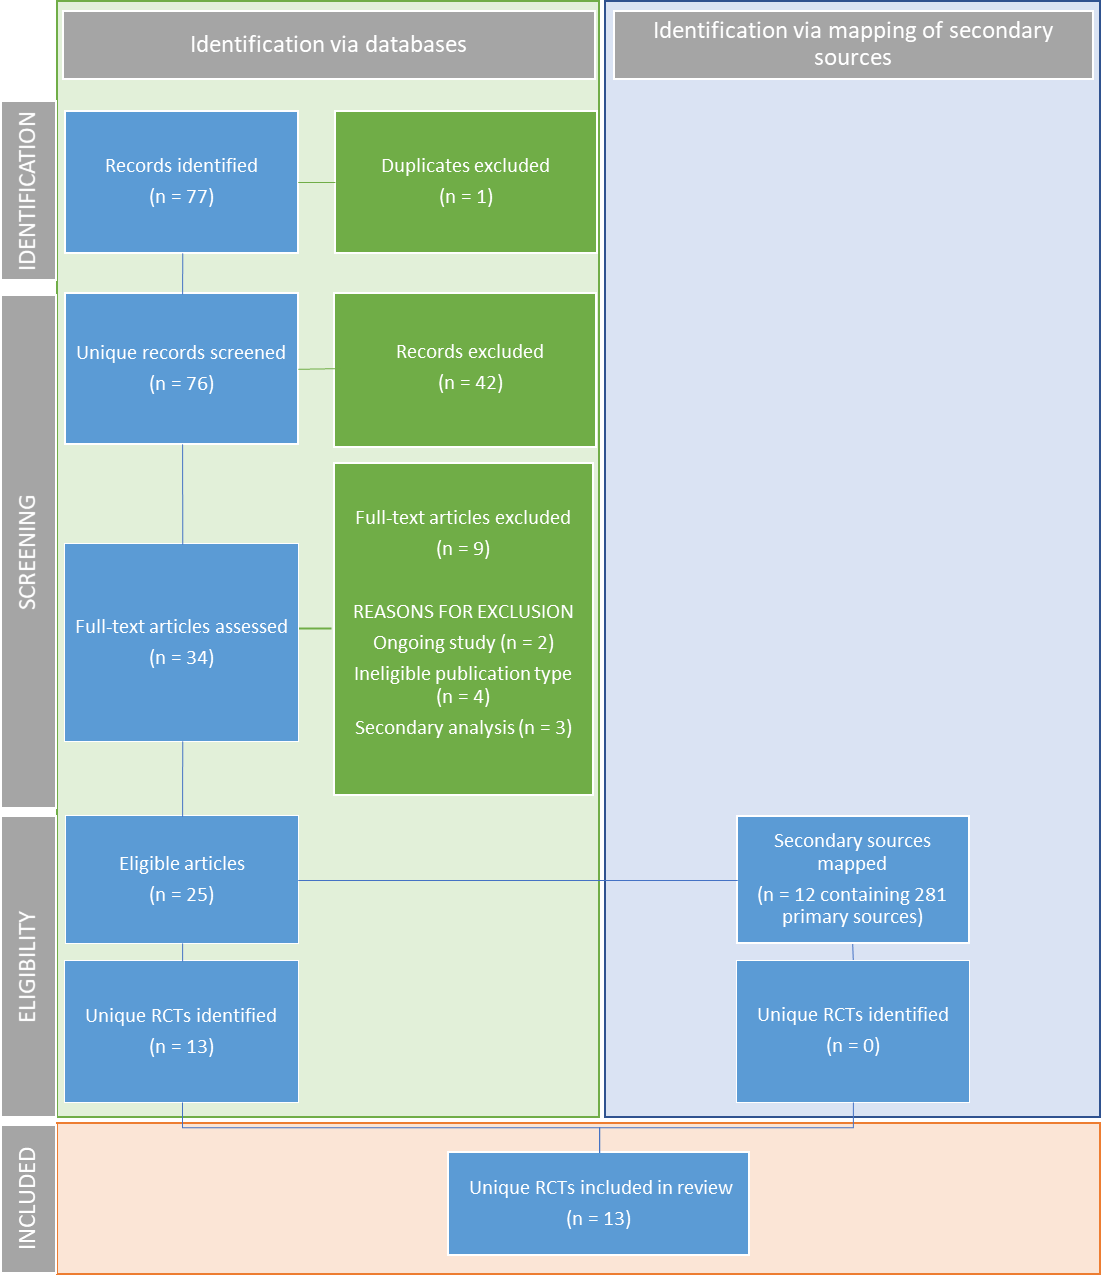 Identification via databases
Identification via mapping of secondary
sources
IDENTIFICATION
Records identified
(n = 77)
Duplicates excluded
(n = 1)
SCREENING
Unique records screened
(n = 76)
Records excluded
(n = 42)
Full-text articles assessed
(n = 34)
Full-text articles excluded
(n = 9)
REASONS FOR EXCLUSION
Ongoing study (n = 2)
Ineligible publication type
(n = 4)
Secondary analysis (n = 3)
ELIGIBILITY
Eligible articles
(n = 25)
Secondary sources
mapped
(n = 12 containing 281
primary sources)
Unique RCTs identified
(n = 13)
Unique RCTs identified
(n = 0)
INCLUDED
Unique RCTs included in review
(n = 13)